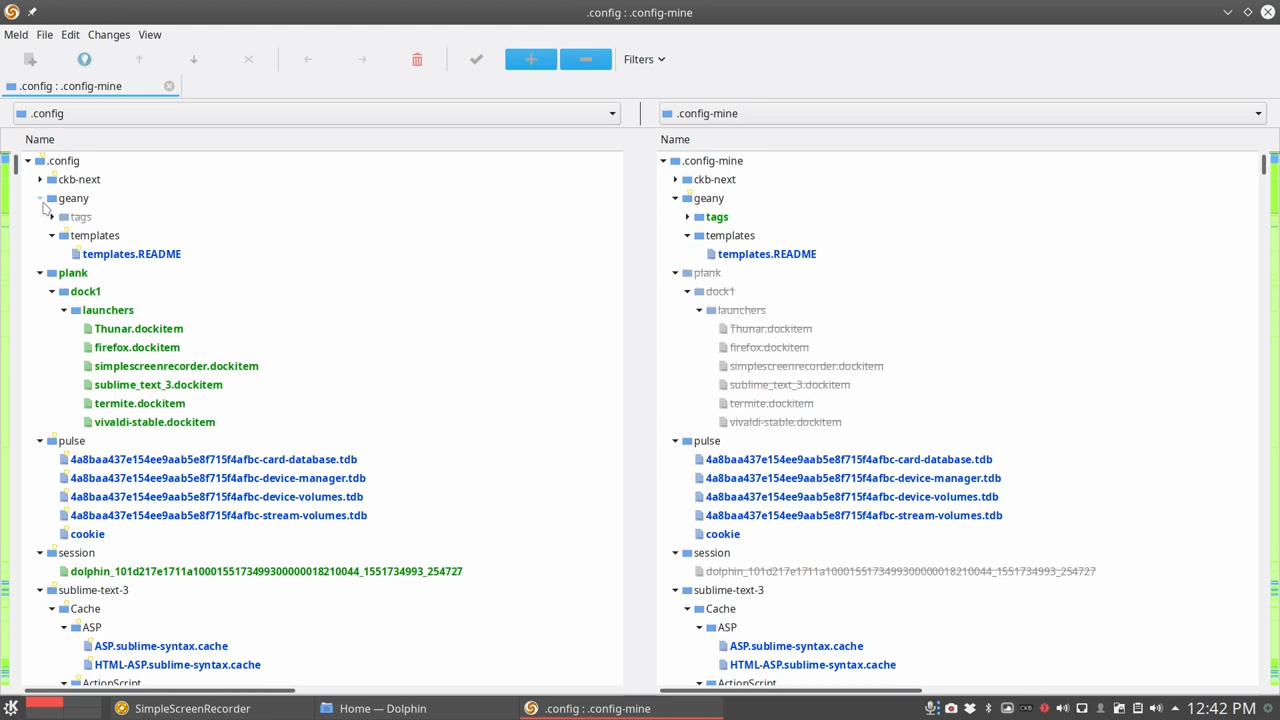 .config : .config-mine
Meld File Edit Changes View
Filters
.config : .config-mine
.config
.config-mine
Name
.config
ckb-next
geany
tags
templates
templates.README
plank
dock1
launchers
Thunar.dockitem
firefox.dockitem
simplescreenrecorder.dockitem
sublime_text_3.dockitem
termite.dockitem
vivaldi-stable.dockitem
pulse
4a8baa437e154ee9aab5e8f715f4afbc-card-database.tdb
4a8baa437e154ee9aab5e8f715f4afbc-device-manager.tdb
4a8baa437e154ee9aab5e8f715f4afbc-device-volumes.tdb
4a8baa437e154ee9aab5e8f715f4afbc-stream-volumes.tdb
cookie
session
dolphin_101d217e1711a1000155173499300000018210044_1551734993_254727
sublime-text-3
Cache
ASP
ASP.sublime-syntax.cache
HTML-ASP.sublime-syntax.cache
ActionScript
Name
.config-mine
ckb-next
geany
tags
templates
templates.README
plank
dock1
launchers
Thunar.dockitem
firefox.dockitem
simplescreenrecorder.dockitem
sublime_text_3.dockitem
termite.dockitem
vivaldi-stable.dockitem
pulse
4a8baa437e154ee9aab5e8f715f4afbc-card-database.tdb
4a8baa437e154ee9aab5e8f715f4afbc-device-manager.tdb
4a8baa437e154ee9aab5e8f715f4afbc-device-volumes.tdb
4a8baa437e154ee9aab5e8f715f4afbc-stream-volumes.tdb
cookie
session
dolphin_101d217e1711a1000155173499300000018210044_1551734993_254727
sublime-text-3
Cache
ASP
ASP.sublime-syntax.cache
HTML-ASP.sublime-syntax.cache
ActionScript
SimpleScreenRecorder
Home — Dolphin
.config : .config-mine
12:42 PM